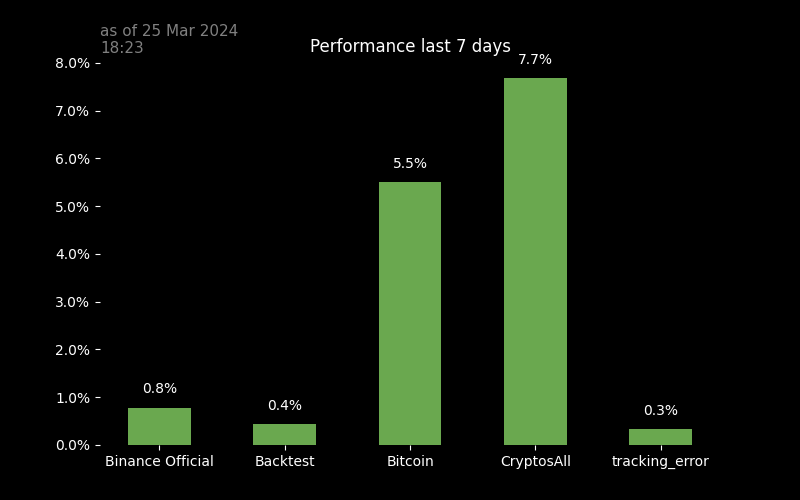 as of 25 Mar 2024
18:23
Performance last 7 days
8.0%
7.0%
6.0%
5.0%
4.0%
3.0%
2.0%
1.0%
0.0%
0.8%
0.4%
5.5%
7.7%
0.3%
Binance Official
Backtest
Bitcoin
CryptosAll
tracking_error